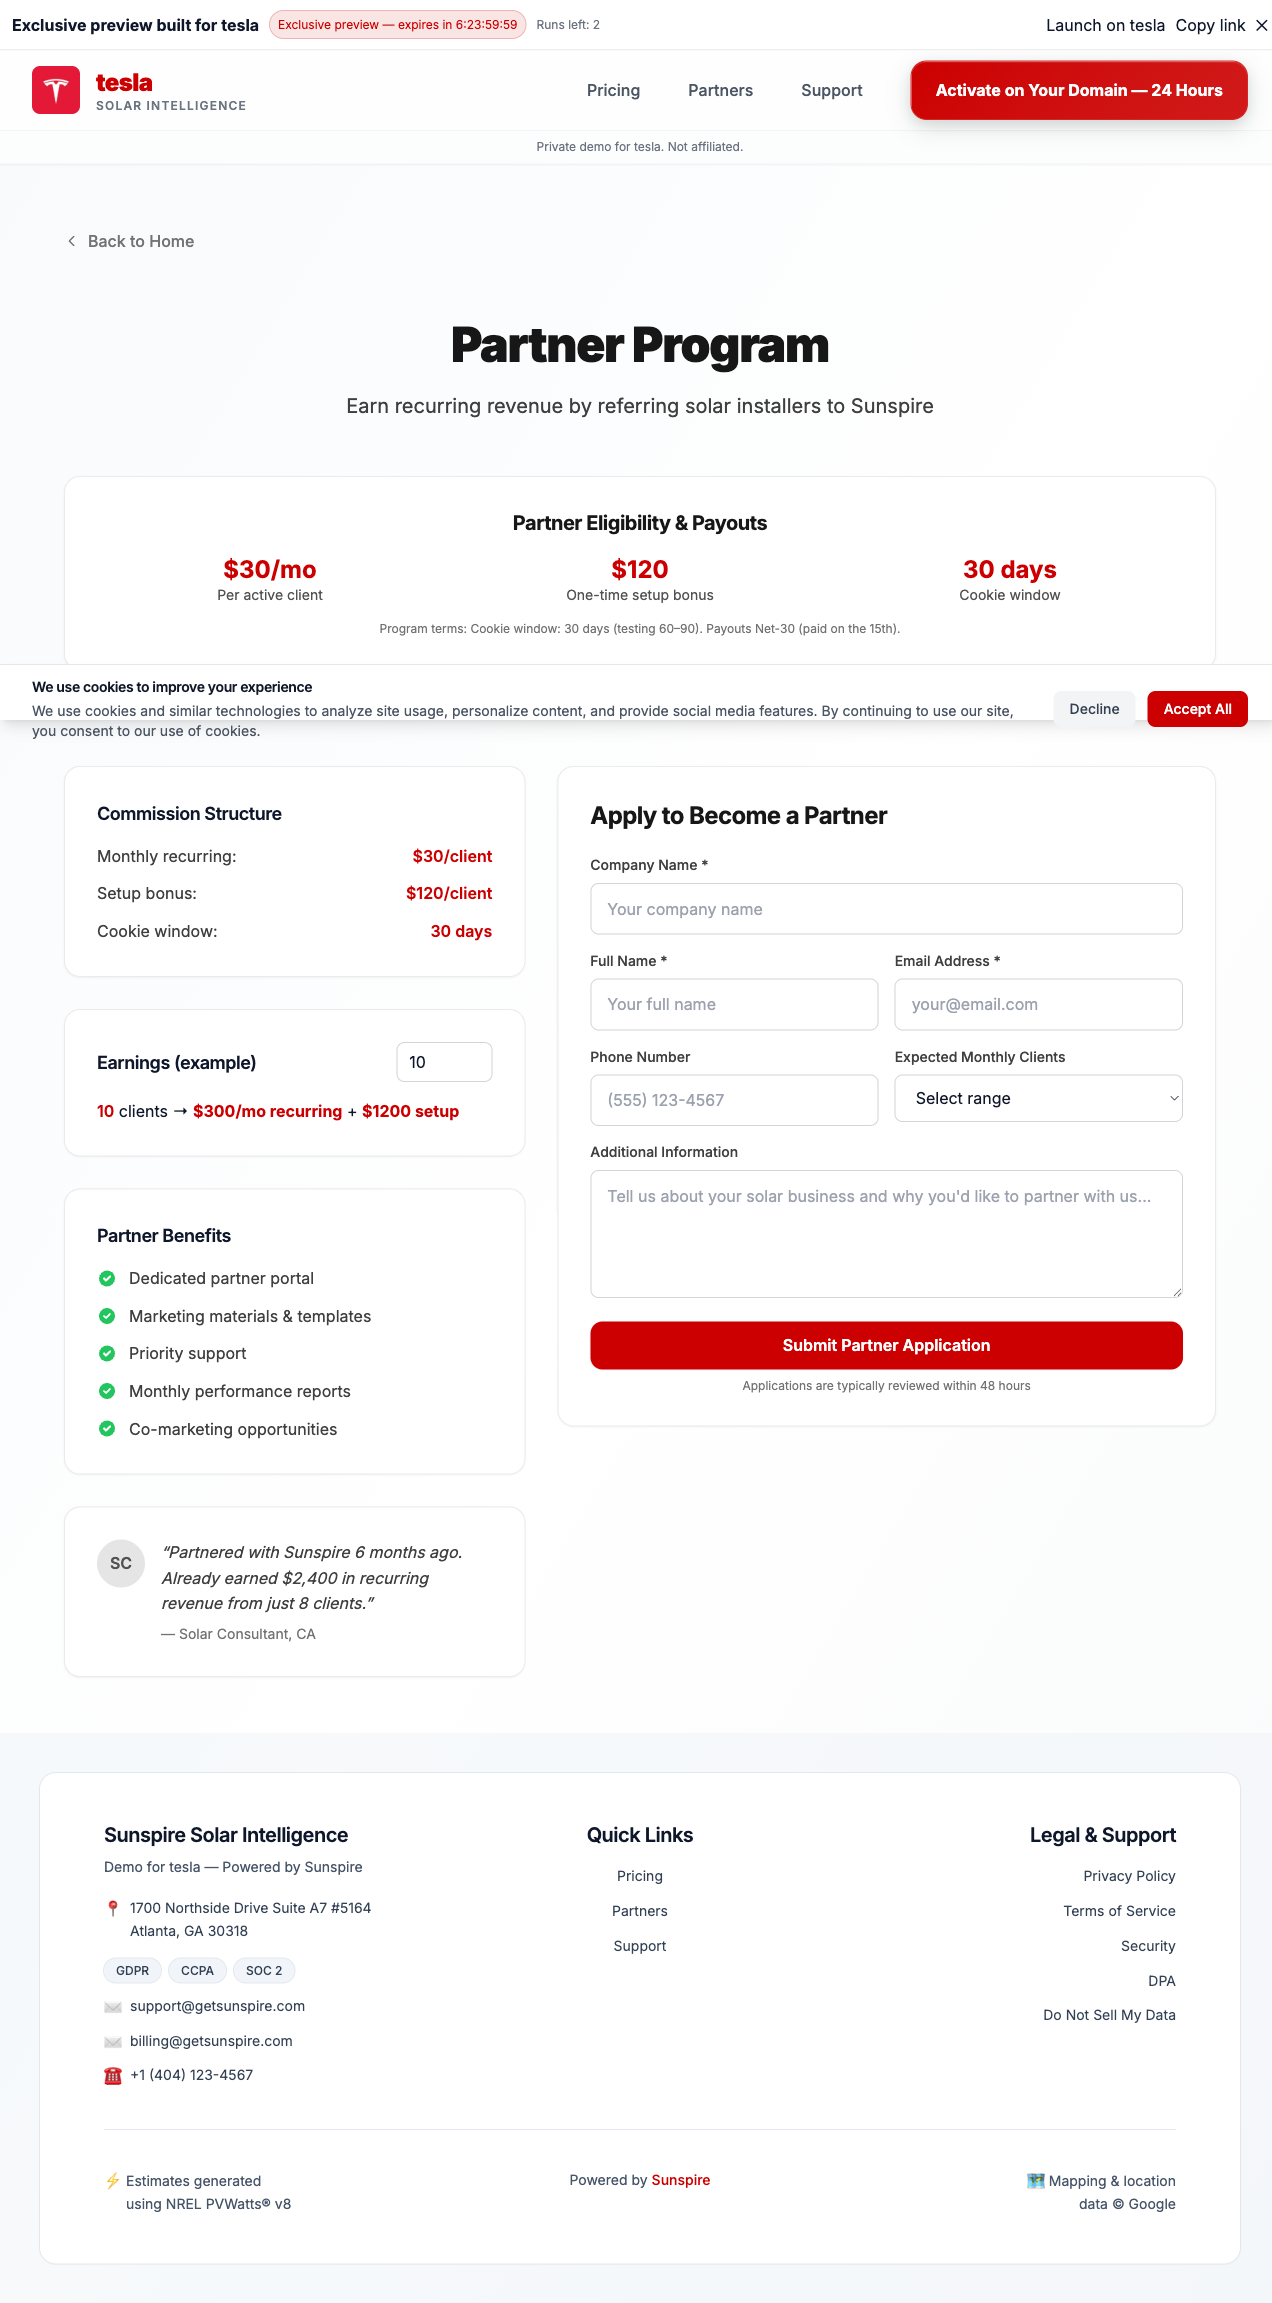 Exclusive preview built for tesla
Exclusive preview — expires in 6:23:59:59
Runs left: 2
Launch on tesla
Copy link
tesla
SOLAR INTELLIGENCE
Pricing
Partners
Support
Activate on Your Domain — 24 Hours
Private demo for tesla. Not affiliated.
Back to Home
Partner Program
Earn recurring revenue by referring solar installers to Sunspire
Partner Eligibility & Payouts
$30/mo
Per active client
$120
One-time setup bonus
30 days
Cookie window
Program terms: Cookie window: 30 days (testing 60–90). Payouts Net-30 (paid on the 15th).
We use cookies to improve your experience
We use cookies and similar technologies to analyze site usage, personalize content, and provide social media features. By continuing to use our site,
you consent to our use of cookies.
Decline
Accept All
Commission Structure
Monthly recurring: $30/client
Setup bonus: $120/client
Cookie window: 30 days
Earnings (example)
10
10 clients → $300/mo recurring + $1200 setup
Partner Benefits
Dedicated partner portal
Marketing materials & templates
Priority support
Monthly performance reports
Co-marketing opportunities
SC
“Partnered with Sunspire 6 months ago.
Already earned $2,400 in recurring
revenue from just 8 clients.”
— Solar Consultant, CA
Apply to Become a Partner
Company Name *
Your company name
Full Name *
Your full name
Email Address *
your@email.com
Phone Number
(555) 123-4567
Expected Monthly Clients
Select range
Additional Information
Tell us about your solar business and why you'd like to partner with us...
Submit Partner Application
Applications are typically reviewed within 48 hours
Sunspire Solar Intelligence
Demo for tesla — Powered by Sunspire
1700 Northside Drive Suite A7 #5164
Atlanta, GA 30318
GDPR
CCPA
SOC 2
support@getsunspire.com
billing@getsunspire.com
+1 (404) 123-4567
Quick Links
Pricing
Partners
Support
Legal & Support
Privacy Policy
Terms of Service
Security
DPA
Do Not Sell My Data
Estimates generated
using NREL PVWatts® v8
Powered by Sunspire
Mapping & location
data © Google